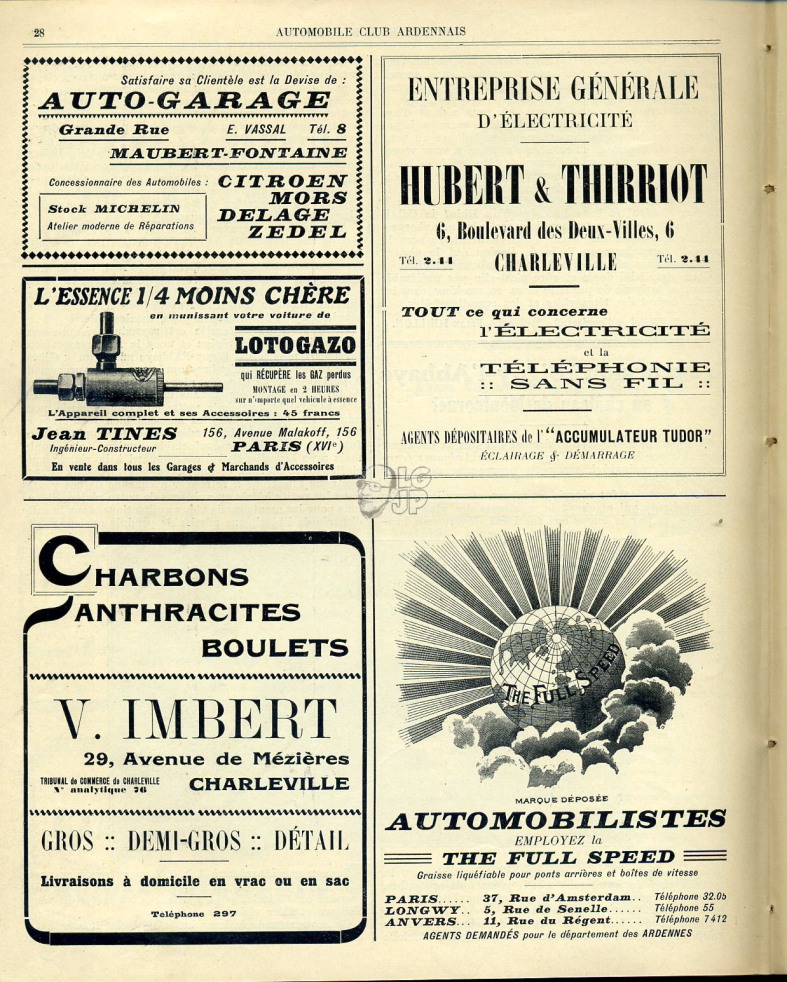 28
AUTOMOBILE CLUB ARDENNAIS
Satisfaire sa Clientèle est la Devise de :
AUTO-GARAGE
Grande Rue E. VASSAL Tél. 8
MAUBERT-FONTAINE
Concessionnaire des Automobiles : CITROEN
MORS
DELAGE
ZEDEL
Stock MICHELIN
Atelier moderne de Réparations
L'ESSENCE 1/4 MOINS CHÈRE
en munissant votre voiture de
LOTOGAZO
qui RÉCUPÈRE les GAZ perdus
MONTAGE en 2 HEURES
sur n'importe quel véhicule à essence
L'Appareil complet et ses Accessoires : 45 francs
Jean TINES 156, Avenue Malakoff, 156
Ingénieur-Constructeur PARIS (XVIe)
En vente dans tous les Garages & Marchands d'Accessoires
ENTREPRISE GÉNÉRALE
D'ÉLECTRICITÉ
HUBERT & THIRRIOT
6, Boulevard des Deux-Villes, 6
Tél. 2.44 CHARLEVILLE Tél. 2.44
TOUT ce qui concerne
l'ÉLECTRICITÉ
et la
TÉLÉPHONIE
:: SANS FIL ::
AGENTS DÉPOSITAIRES de l'"ACCUMULATEUR TUDOR"
ÉCLAIRAGE & DÉMARRAGE
LG
JP
CHARBONS
ANTHRACITES
BOULETS
V. IMBERT
29, Avenue de Mézières
TRIBUNAL de COMMERCE de CHARLEVILLE
N° analytique 76
CHARLEVILLE
GROS :: DEMI-GROS :: DÉTAIL
Livraisons à domicile en vrac ou en sac
Téléphone 297
THE FULL SPEED
MARQUE DÉPOSÉE
AUTOMOBILISTES
EMPLOYEZ la
THE FULL SPEED
Graisse liquéfiable pour ponts arrières et boîtes de vitesse
PARIS...... 37, Rue d'Amsterdam.. Téléphone 32.05
LONGWY.. 5, Rue de Senelle...... Téléphone 55
ANVERS... 11, Rue du Régent...... Téléphone 7412
AGENTS DEMANDÉS pour le département des ARDENNES